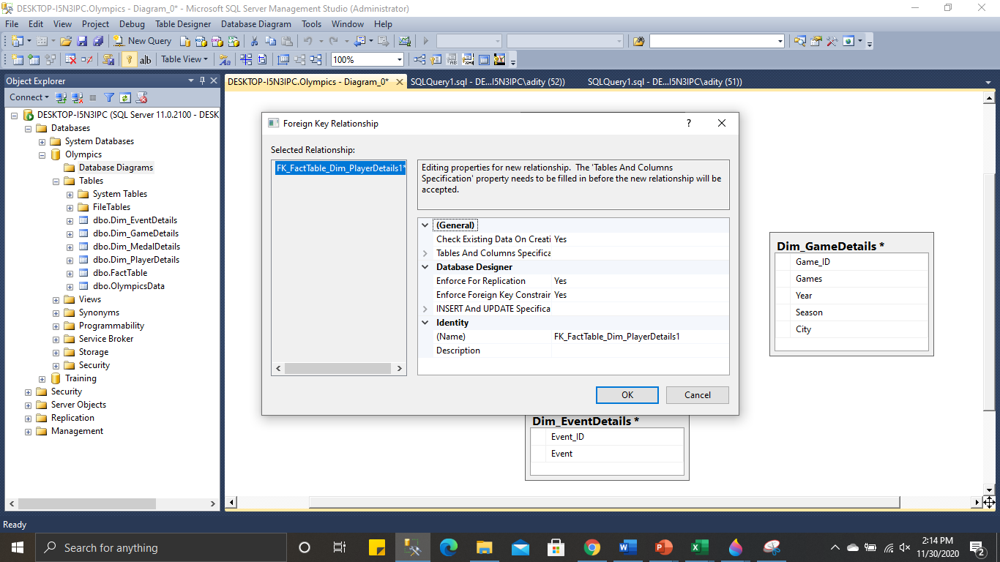 DESKTOP-I5N3IPC.Olympics - Diagram_0* - Microsoft SQL Server Management Studio (Administrator)
File Edit View Project Debug Table Designer Database Diagram Tools Window Help
New Query
ab Table View 100%
Object Explorer
DESKTOP-I5N3IPC.Olympics - Diagram_0* SQLQuery1.sql - DE...I5N3IPC\adity (52)) SQLQuery1.sql - DE...I5N3IPC\adity (51))
Connect
DESKTOP-I5N3IPC (SQL Server 11.0.2100 - DESK
Databases
System Databases
Olympics
Database Diagrams
Tables
System Tables
FileTables
dbo.Dim_EventDetails
dbo.Dim_GameDetails
dbo.Dim_MedalDetails
dbo.Dim_PlayerDetails
dbo.FactTable
dbo.OlympicsData
Views
Synonyms
Programmability
Service Broker
Storage
Security
Training
Security
Server Objects
Replication
Management
Foreign Key Relationship ?
Selected Relationship:
FK_FactTable_Dim_PlayerDetails1*
Editing properties for new relationship. The 'Tables And Columns
Specification' property needs to be filled in before the new relationship will be
accepted.
(General)
Check Existing Data On Creati Yes
Tables And Columns Specifica
Database Designer
Enforce For Replication Yes
Enforce Foreign Key Constrain Yes
INSERT And UPDATE Specifica
Identity
(Name) FK_FactTable_Dim_PlayerDetails1
Description
OK Cancel
Dim_GameDetails *
Game_ID
Games
Year
Season
City
Dim_EventDetails *
Event_ID
Event
Ready
Search for anything
2:14 PM
11/30/2020
2